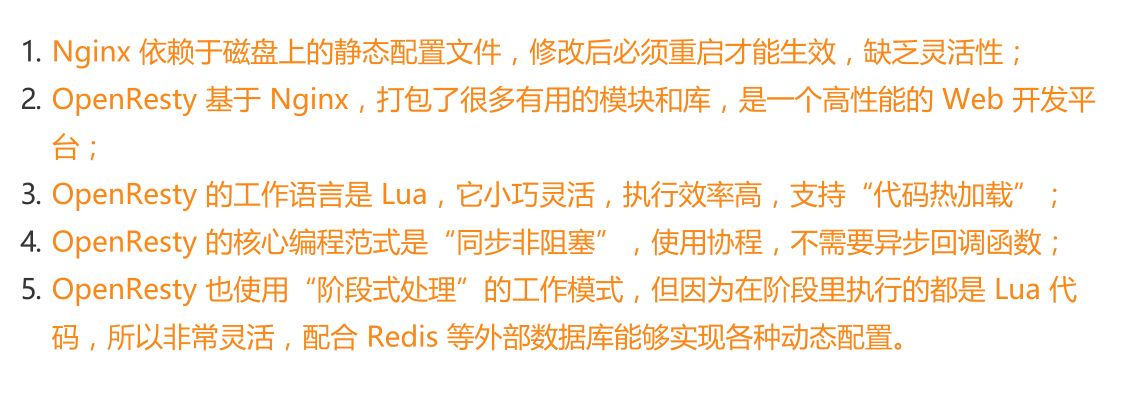 1. Nginx 依赖于磁盘上的静态配置文件，修改后必须重启才能生效，缺乏灵活性；
2. OpenResty 基于 Nginx，打包了很多有用的模块和库，是一个高性能的 Web 开发平
台；
3. OpenResty 的工作语言是 Lua，它小巧灵活，执行效率高，支持“代码热加载”；
4. OpenResty 的核心编程范式是“同步非阻塞”，使用协程，不需要异步回调函数；
5. OpenResty 也使用“阶段式处理”的工作模式，但因为在阶段里执行的都是 Lua 代
码，所以非常灵活，配合 Redis 等外部数据库能够实现各种动态配置。